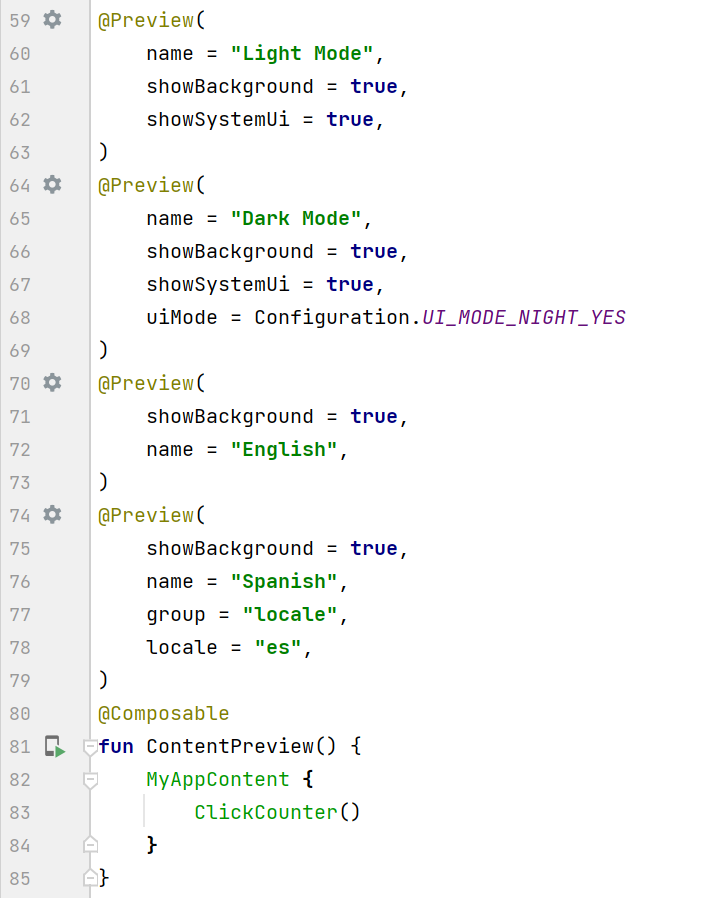 59 @Preview(
60     name = "Light Mode",
61     showBackground = true,
62     showSystemUi = true,
63 )
64 @Preview(
65     name = "Dark Mode",
66     showBackground = true,
67     showSystemUi = true,
68     uiMode = Configuration.UI_MODE_NIGHT_YES
69 )
70 @Preview(
71     showBackground = true,
72     name = "English",
73 )
74 @Preview(
75     showBackground = true,
76     name = "Spanish",
77     group = "locale",
78     locale = "es",
79 )
80 @Composable
81 fun ContentPreview() {
82     MyAppContent {
83         ClickCounter()
84     }
85 }